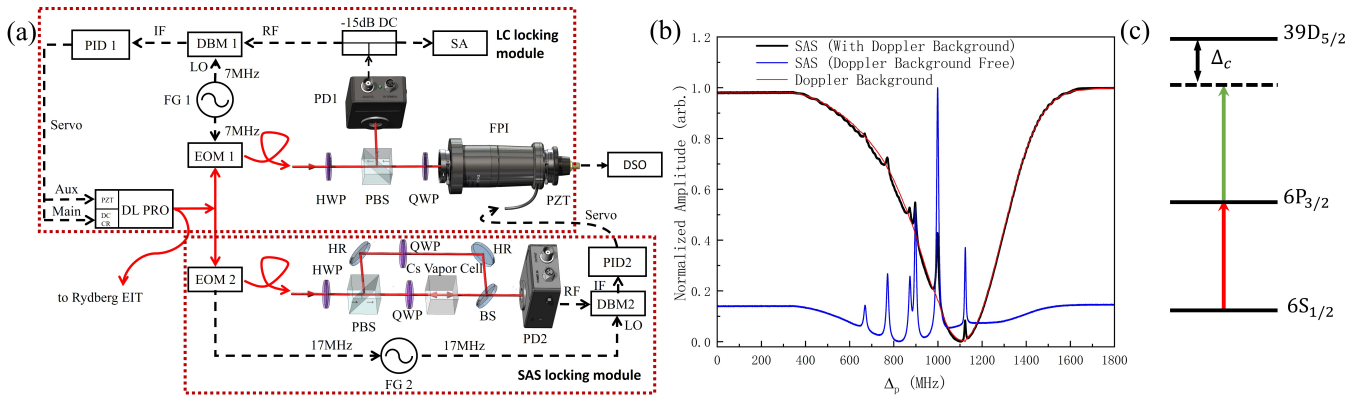 (a)
-15dB DC
PID 1
IF
DBM 1
RF
SA
LC locking
module
LO
7MHz
FG 1
PD1
Servo
7MHz
FPI
EOM 1
DSO
HWP
PBS
QWP
PZT
Aux
Main
PZT
DC
CR
DL PRO
Servo
to Rydberg EIT
HR
QWP
HR
HWP
Cs Vapor Cell
PID2
EOM 2
RF
IF
DBM2
PBS
QWP
BS
PD2
LO
17MHz
17MHz
FG 2
SAS locking module
(b)
SAS (With Doppler Background)
SAS (Doppler Background Free)
Doppler Background
Normalized Amplitude (arb.)
1.2
1.0
0.8
0.6
0.4
0.2
0.0
0 200 400 600 800 1000 1200 1400 1600 1800
Δp (MHz)
(c)
39D5/2
Δc
6P3/2
6S1/2